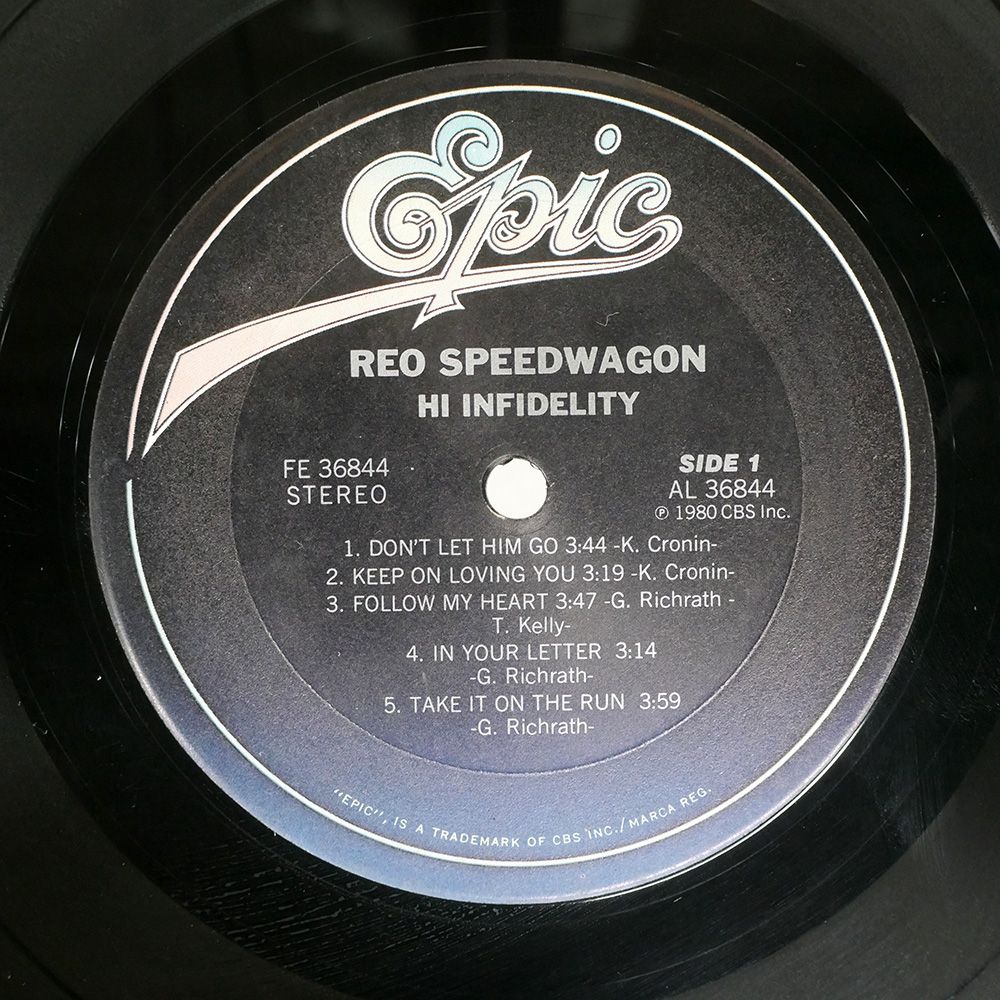 Epic
REO SPEEDWAGON
HI INFIDELITY
FE 36844
STEREO
SIDE 1
AL 36844
℗ 1980 CBS Inc.
1. DON'T LET HIM GO 3:44 -K. Cronin-
2. KEEP ON LOVING YOU 3:19 -K. Cronin-
3. FOLLOW MY HEART 3:47 -G. Richrath -
T. Kelly-
4. IN YOUR LETTER 3:14
-G. Richrath-
5. TAKE IT ON THE RUN 3:59
-G. Richrath-
"EPIC", IS A TRADEMARK OF CBS INC./MARCA REG.